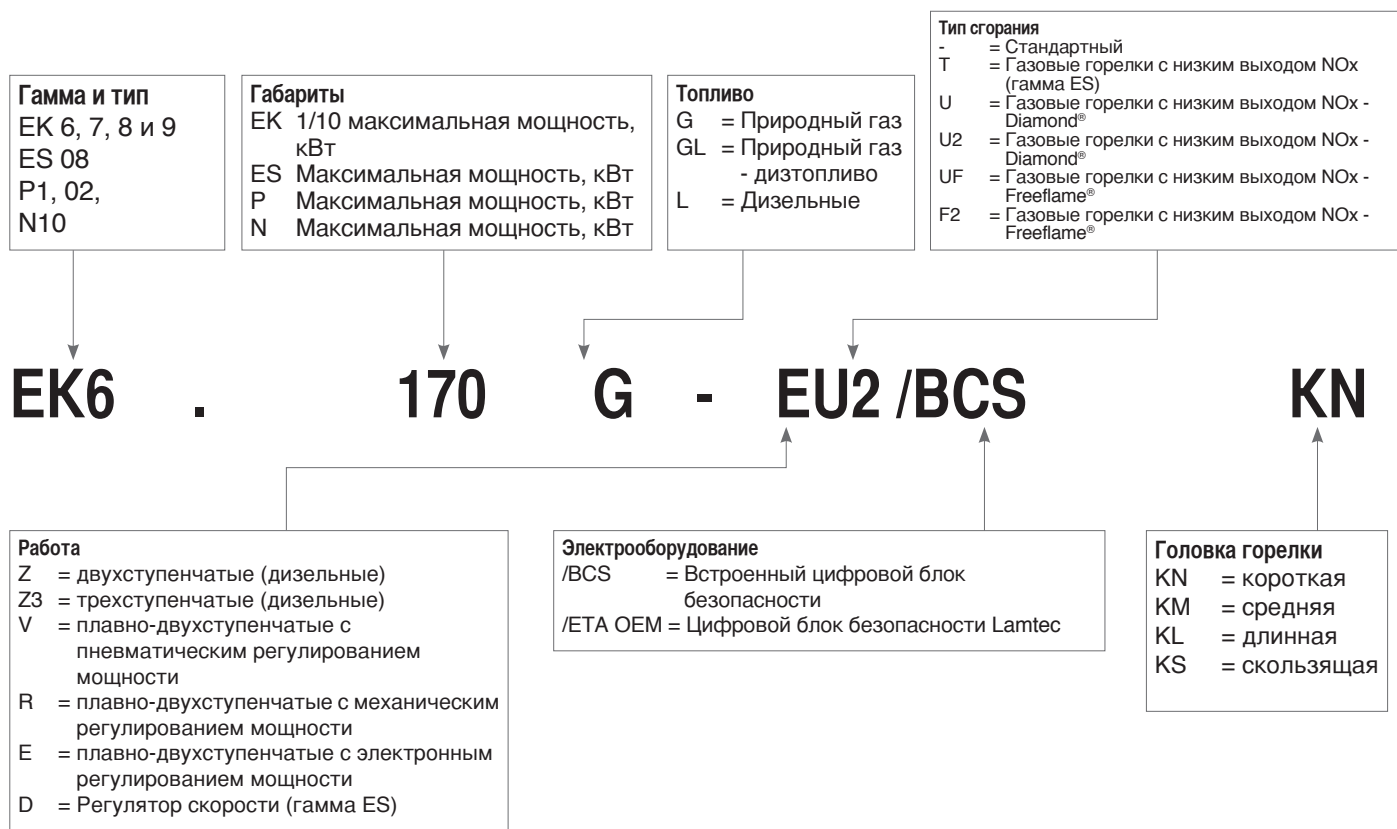 Гамма и тип
EK 6, 7, 8 и 9
ES 08
P1, 02,
N10
Габариты
EK 1/10 максимальная мощность,
кВт
ES Максимальная мощность, кВт
P Максимальная мощность, кВт
N Максимальная мощность, кВт
Топливо
G = Природный газ
GL = Природный газ
- дизтопливо
L = Дизельные
Тип сгорания
- = Стандартный
T = Газовые горелки с низким выходом NOx
(гамма ES)
U = Газовые горелки с низким выходом NOx -
Diamond®
U2 = Газовые горелки с низким выходом NOx -
Diamond®
UF = Газовые горелки с низким выходом NOx -
Freeflame®
F2 = Газовые горелки с низким выходом NOx -
Freeflame®
EK6 . 170 G - EU2 /BCS KN
Работа
Z = двухступенчатые (дизельные)
Z3 = трехступенчатые (дизельные)
V = плавно-двухступенчатые с
пневматическим регулированием
мощности
R = плавно-двухступенчатые с механическим
регулированием мощности
E = плавно-двухступенчатые с электронным
регулированием мощности
D = Регулятор скорости (гамма ES)
Электрооборудование
/BCS = Встроенный цифровой блок
безопасности
/ETA OEM = Цифровой блок безопасности Lamtec
Головка горелки
KN = короткая
KM = средняя
KL = длинная
KS = скользящая